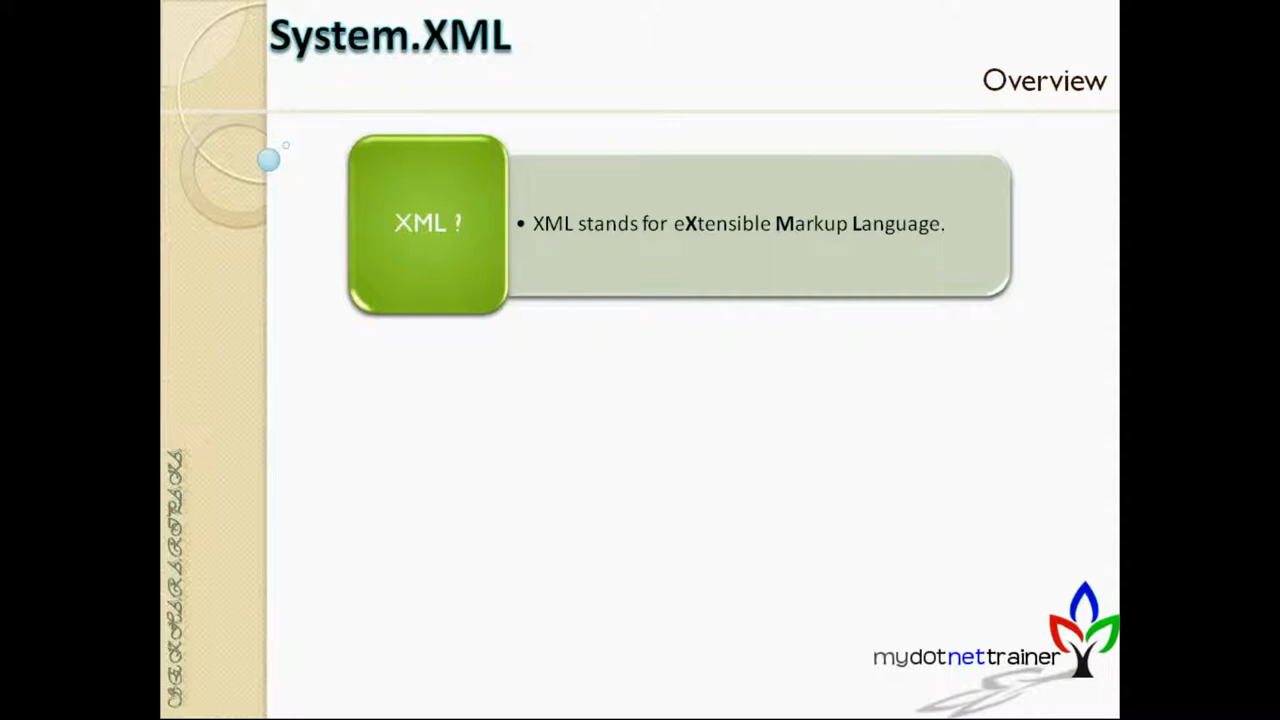 System.XML
Overview
XML ?
• XML stands for eXtensible Markup Language.
mydotnettrainer